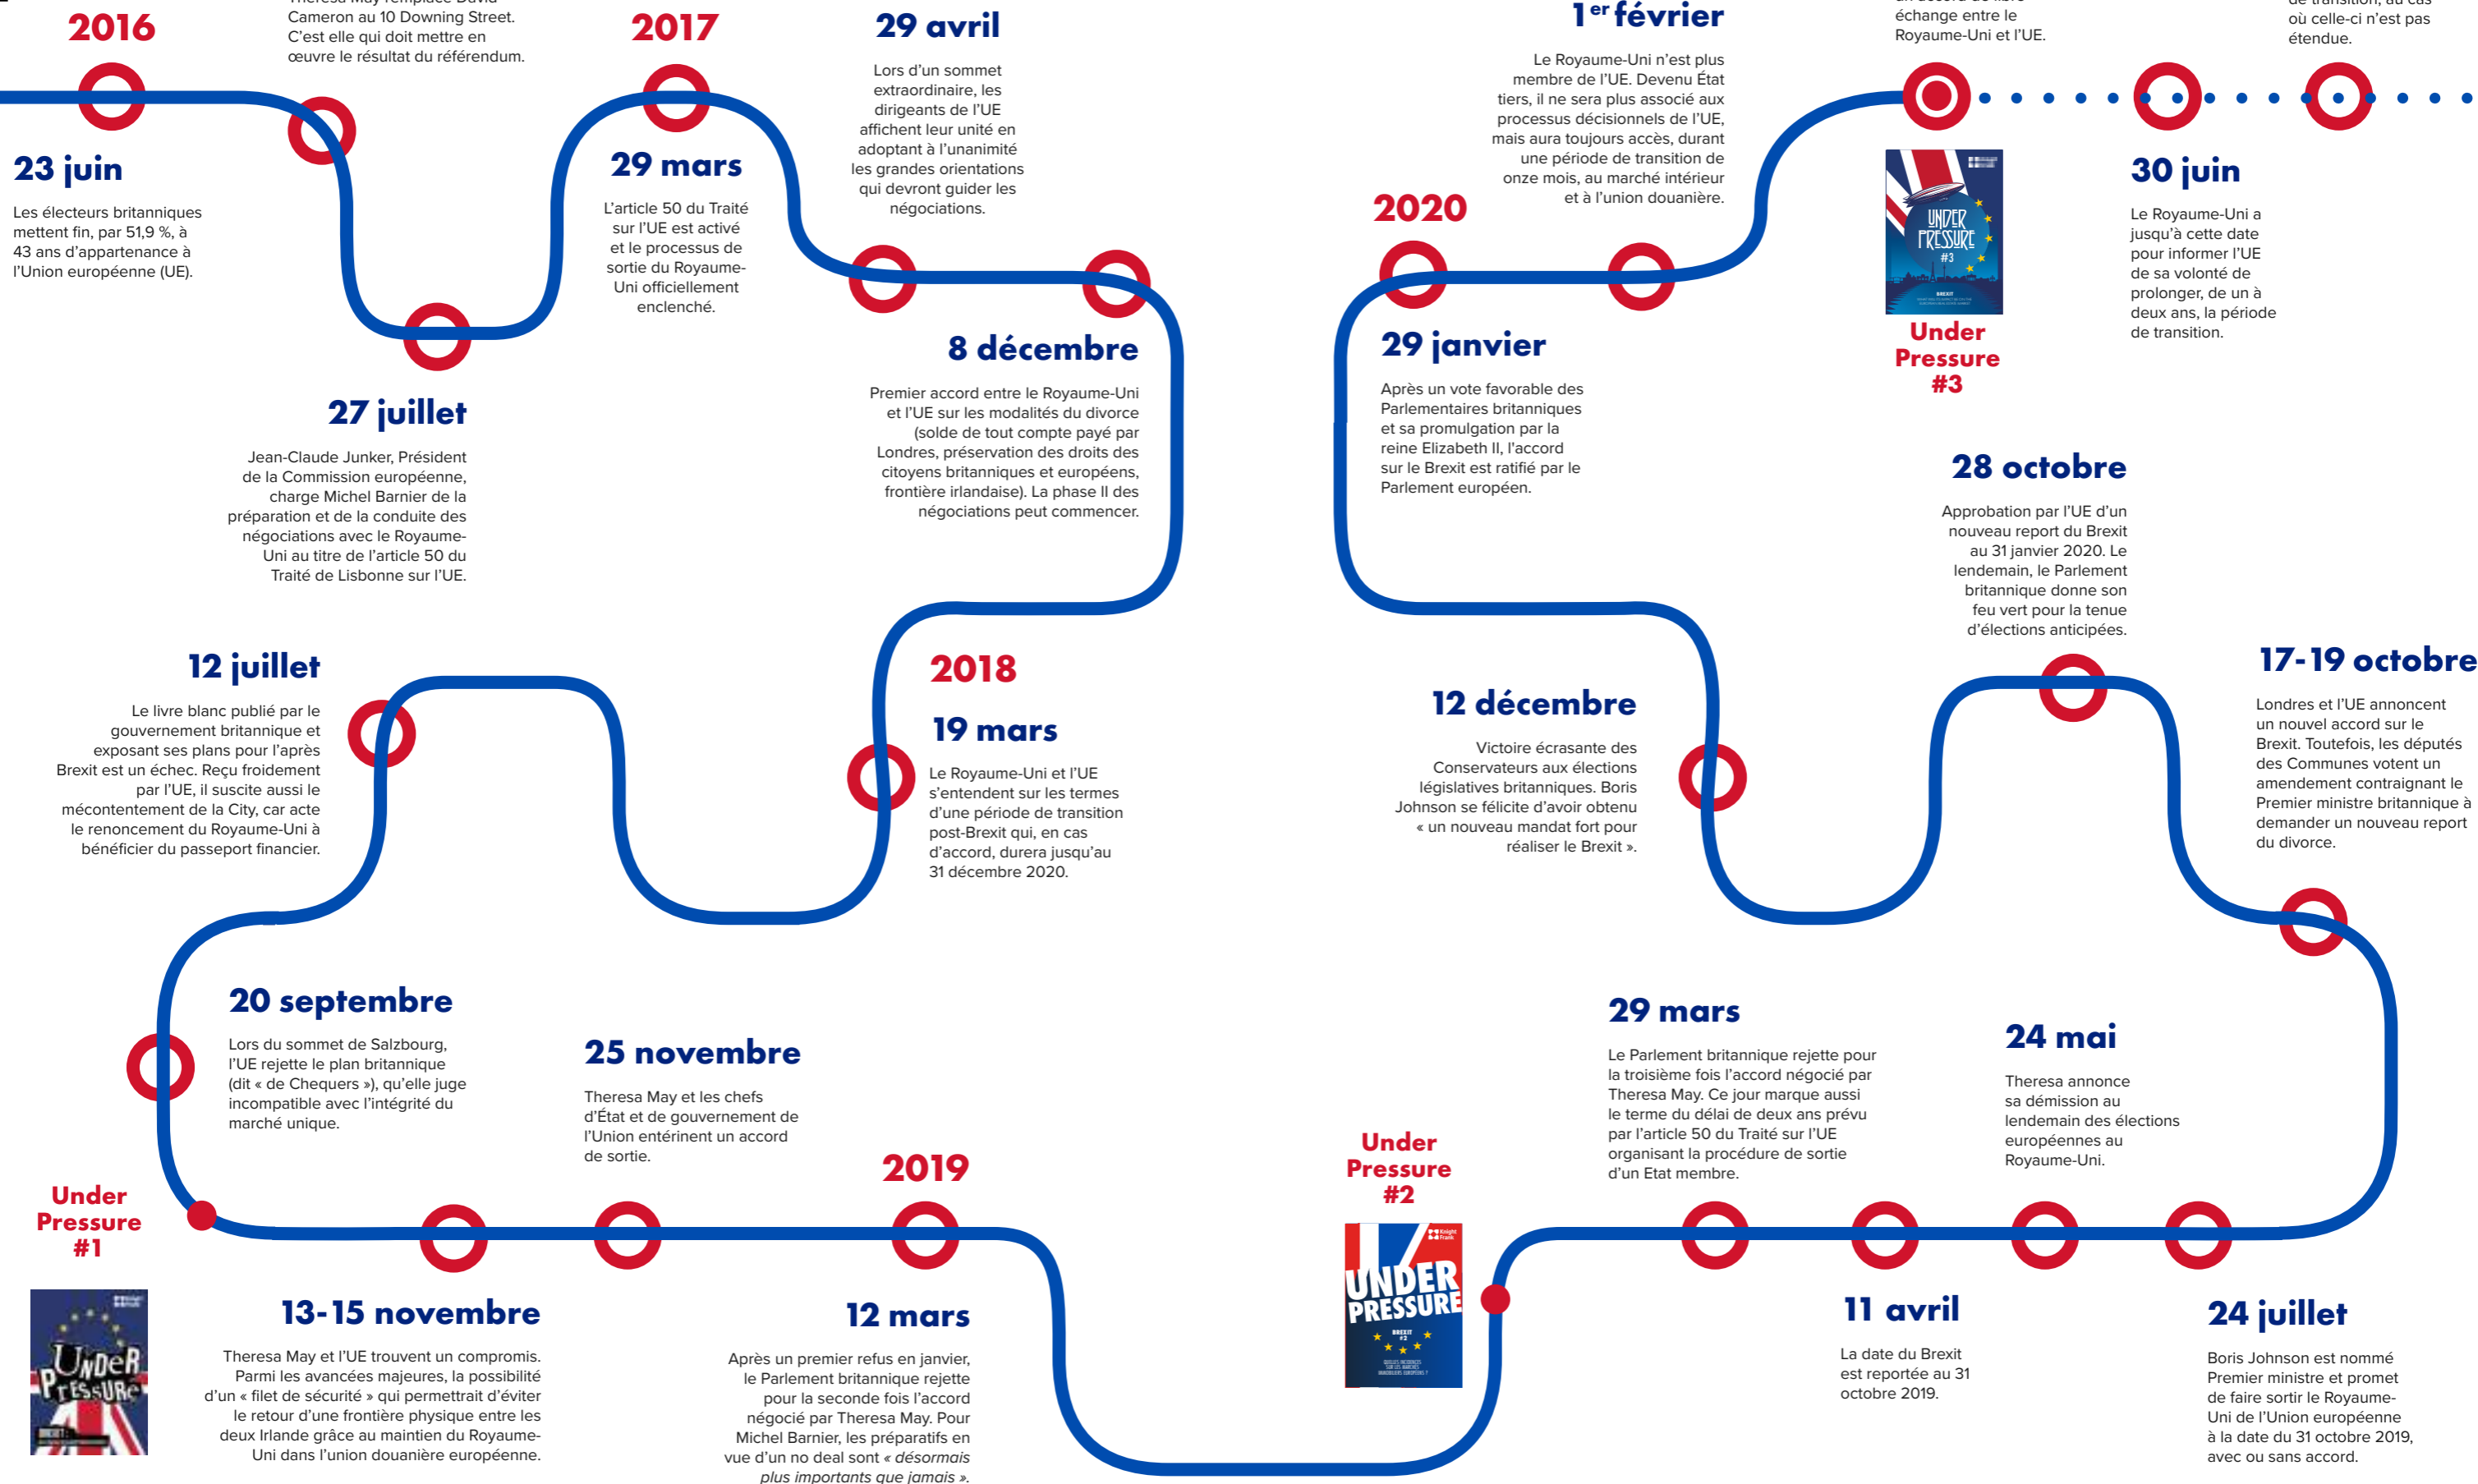 2016
Theresa May remplace David
Cameron au 10 Downing Street.
C'est elle qui doit mettre en
œuvre le résultat du référendum.
23 juin
Les électeurs britanniques
mettent fin, par 51,9 %, à
43 ans d'appartenance à
l'Union européenne (UE).
27 juillet
Jean-Claude Junker, Président
de la Commission européenne,
charge Michel Barnier de la
préparation et de la conduite des
négociations avec le Royaume-
Uni au titre de l'article 50 du
Traité de Lisbonne sur l'UE.
2017
29 mars
L'article 50 du Traité
sur l'UE est activé
et le processus de
sortie du Royaume-
Uni officiellement
enclenché.
29 avril
Lors d'un sommet
extraordinaire, les
dirigeants de l'UE
affichent leur unité en
adoptant à l'unanimité
les grandes orientations
qui devront guider les
négociations.
8 décembre
Premier accord entre le Royaume-Uni
et l'UE sur les modalités du divorce
(solde de tout compte payé par
Londres, préservation des droits des
citoyens britanniques et européens,
frontière irlandaise). La phase II des
négociations peut commencer.
2018
19 mars
Le Royaume-Uni et l'UE
s'entendent sur les termes
d'une période de transition
post-Brexit qui, en cas
d'accord, durera jusqu'au
31 décembre 2020.
12 juillet
Le livre blanc publié par le
gouvernement britannique et
exposant ses plans pour l'après
Brexit est un échec. Reçu froidement
par l'UE, il suscite aussi le
mécontentement de la City, car acte
le renoncement du Royaume-Uni à
bénéficier du passeport financier.
20 septembre
Lors du sommet de Salzbourg,
l'UE rejette le plan britannique
(dit « de Chequers »), qu'elle juge
incompatible avec l'intégrité du
marché unique.
Under
Pressure
#1
UNDER
PRESSURE
13-15 novembre
Theresa May et l'UE trouvent un compromis.
Parmi les avancées majeures, la possibilité
d'un « filet de sécurité » qui permettrait d'éviter
le retour d'une frontière physique entre les
deux Irlande grâce au maintien du Royaume-
Uni dans l'union douanière européenne.
25 novembre
Theresa May et les chefs
d'État et de gouvernement de
l'Union entérinent un accord
de sortie.
2019
12 mars
Après un premier refus en janvier,
le Parlement britannique rejette
pour la seconde fois l'accord
négocié par Theresa May. Pour
Michel Barnier, les préparatifs en
vue d'un no deal sont « désormais
plus importants que jamais ».
Under
Pressure
#2
Knight
Frank
UNDER
PRESSURE
BREXIT
#2
QUELLES INCIDENCES
SUR LES MARCHÉS
IMMOBILIERS EUROPÉENS ?
29 mars
Le Parlement britannique rejette pour
la troisième fois l'accord négocié par
Theresa May. Ce jour marque aussi
le terme du délai de deux ans prévu
par l'article 50 du Traité sur l'UE
organisant la procédure de sortie
d'un Etat membre.
11 avril
La date du Brexit
est reportée au 31
octobre 2019.
24 mai
Theresa annonce
sa démission au
lendemain des élections
européennes au
Royaume-Uni.
24 juillet
Boris Johnson est nommé
Premier ministre et promet
de faire sortir le Royaume-
Uni de l'Union européenne
à la date du 31 octobre 2019,
avec ou sans accord.
17-19 octobre
Londres et l'UE annoncent
un nouvel accord sur le
Brexit. Toutefois, les députés
des Communes votent un
amendement contraignant le
Premier ministre britannique à
demander un nouveau report
du divorce.
28 octobre
Approbation par l'UE d'un
nouveau report du Brexit
au 31 janvier 2020. Le
lendemain, le Parlement
britannique donne son
feu vert pour la tenue
d'élections anticipées.
12 décembre
Victoire écrasante des
Conservateurs aux élections
législatives britanniques. Boris
Johnson se félicite d'avoir obtenu
« un nouveau mandat fort pour
réaliser le Brexit ».
2020
29 janvier
Après un vote favorable des
Parlementaires britanniques
et sa promulgation par la
reine Elizabeth II, l'accord
sur le Brexit est ratifié par le
Parlement européen.
1er février
Le Royaume-Uni n'est plus
membre de l'UE. Devenu État
tiers, il ne sera plus associé aux
processus décisionnels de l'UE,
mais aura toujours accès, durant
une période de transition de
onze mois, au marché intérieur
et à l'union douanière.
un accord de libre
échange entre le
Royaume-Uni et l'UE.
UNDER
PRESSURE
#3
BREXIT
Under
Pressure
#3
30 juin
Le Royaume-Uni a
jusqu'à cette date
pour informer l'UE
de sa volonté de
prolonger, de un à
deux ans, la période
de transition.
de transition, au cas
où celle-ci n'est pas
étendue.